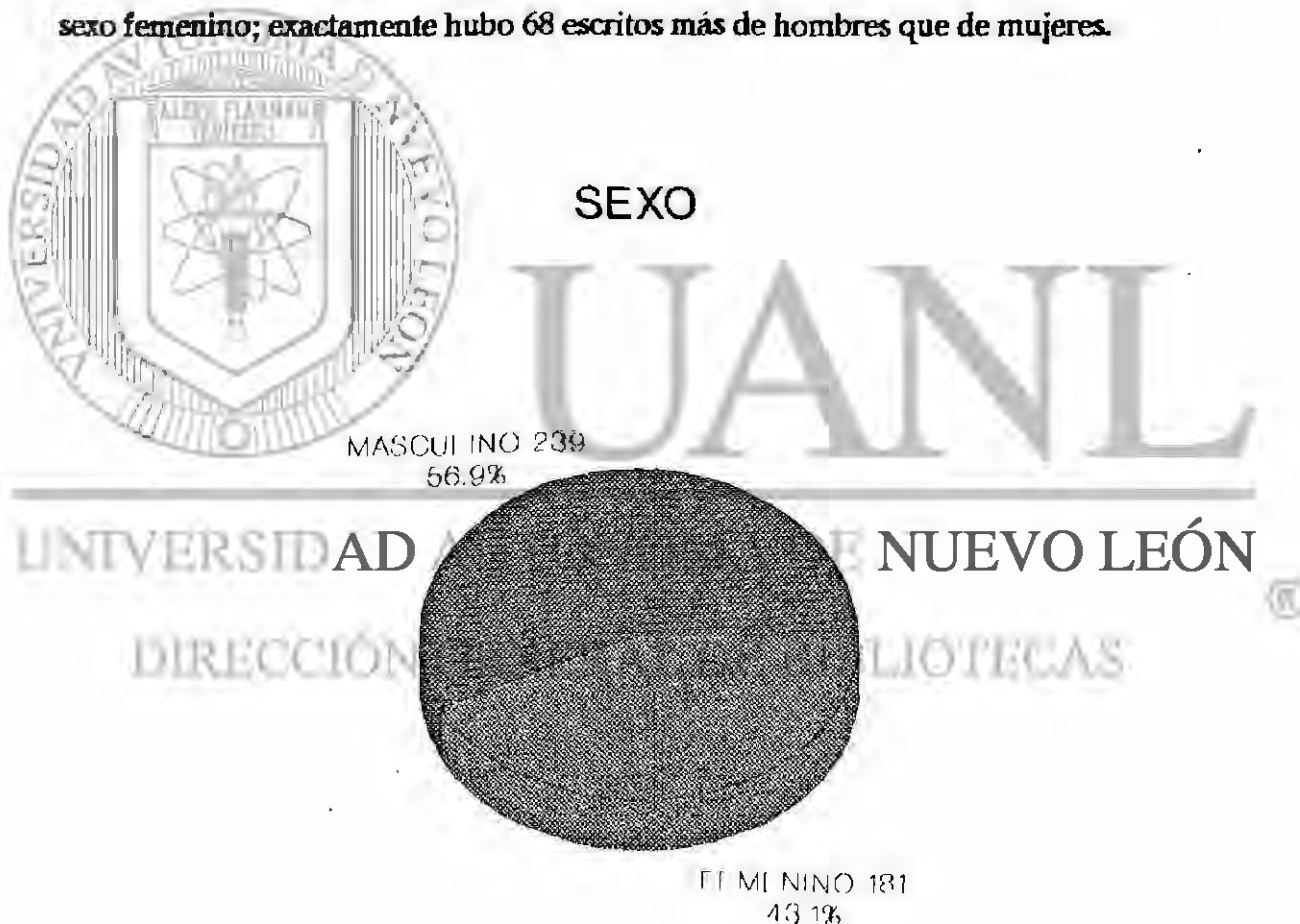 sexo femenino; exactamente hubo 68 escritos más de hombres que de mujeres.
SEXO
UANL
MASCULINO 239
56.9%
UNIVERSIDAD NUEVO LEÓN
®
DIRECCIÓN BIBLIOTECAS
FEMENINO 181
43.1%